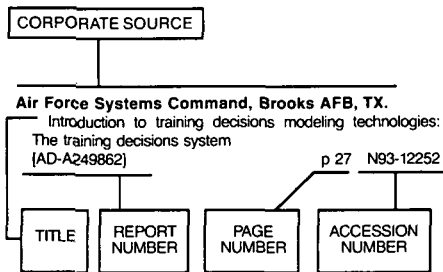 CORPORATE SOURCE
Air Force Systems Command, Brooks AFB, TX.
Introduction to training decisions modeling technologies:
The training decisions system
[AD-A249862] p 27 N93-12252
TITLE REPORT NUMBER PAGE NUMBER ACCESSION NUMBER